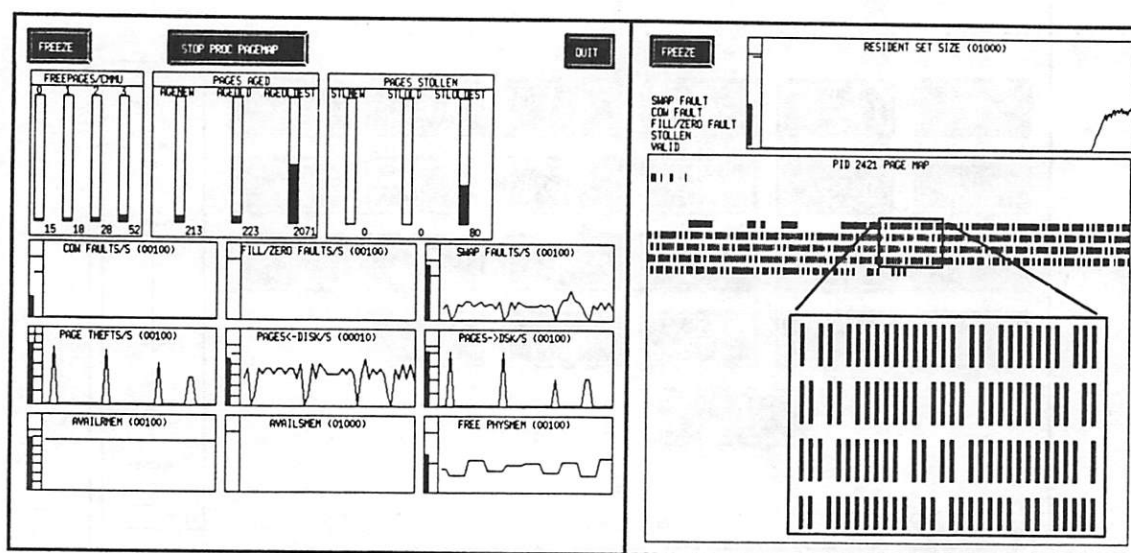 FREEZE
STOP PROC PAGEMAP
QUIT
FREEPAGES/CMMU
0 1 2 3
15 18 28 52
PAGES AGED
AGENEW AGEOLD AGEOLDEST
213 223 2071
PAGES STOLLEN
STLNEW STLOLD STLOLDEST
0 0 80
COW FAULTS/S (00100)
FILL/ZERO FAULTS/S (00100)
SWAP FAULTS/S (00100)
PAGE THEFTS/S (00100)
PAGES<-DISK/S (00010)
PAGES->DSK/S (00100)
AVAILRMEM (00100)
AVAILSMEM (01000)
FREE PHYSMEM (00100)
FREEZE
RESIDENT SET SIZE (01000)
SWAP FAULT
COW FAULT
FILL/ZERO FAULT
STOLLEN
VALID
PID 2421 PAGE MAP